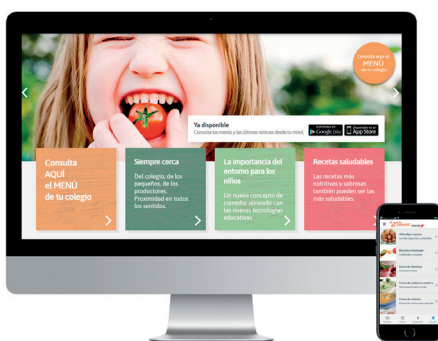 Consulta aquí el
MENÚ
de tu colegio
Ya disponible
Consulta los menús y las últimas noticias desde tu móvil.
Google play
App Store
Consulta
AQUÍ
el MENÚ
de tu colegio
Siempre cerca
Del colegio, de los
pequeños, de los
productores.
Proximidad en todos
los sentidos.
La importancia del
entorno para los
niños
Un nuevo concepto de
comedor alineado con
las nuevas tecnologías
educativas.
Recetas saludables
Las recetas más
nutritivas y sabrosas
también pueden ser las
más saludables.